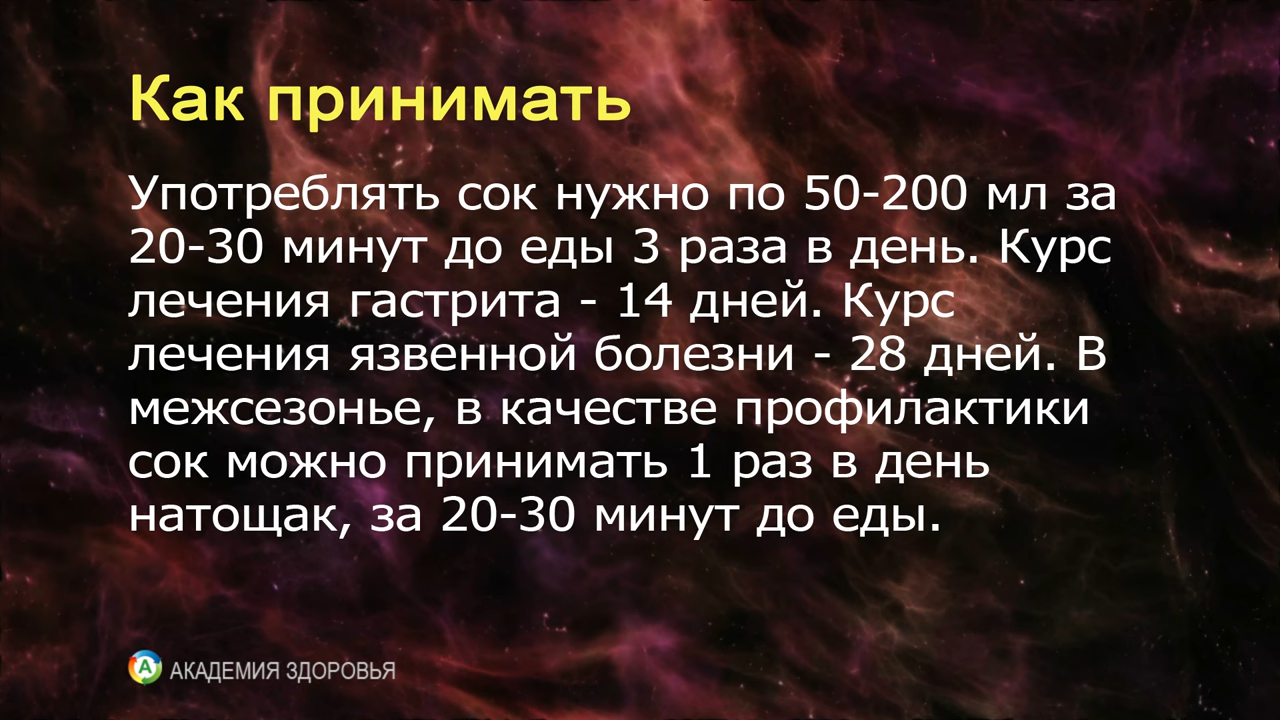 Как принимать
Употреблять сок нужно по 50-200 мл за
20-30 минут до еды 3 раза в день. Курс
лечения гастрита - 14 дней. Курс
лечения язвенной болезни - 28 дней. В
межсезонье, в качестве профилактики
сок можно принимать 1 раз в день
натощак, за 20-30 минут до еды.
А АКАДЕМИЯ ЗДОРОВЬЯ